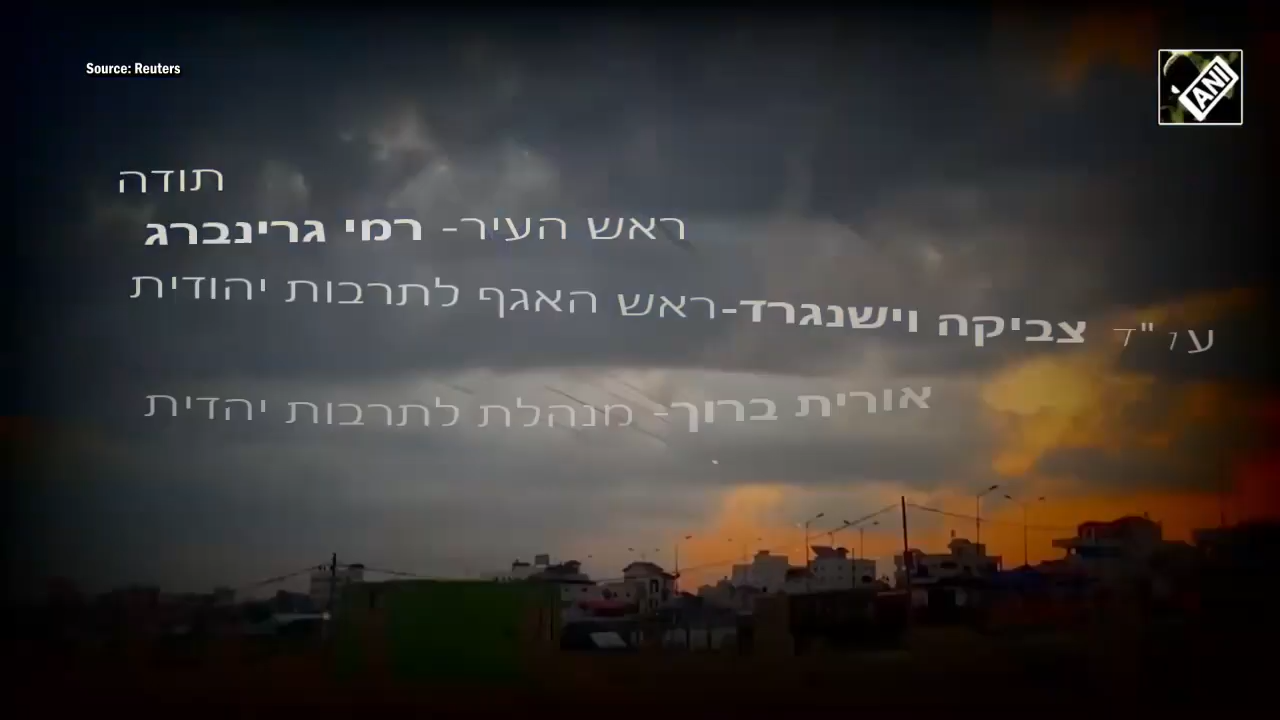 Source: Reuters
ANI
תודה
ראש העיר- רמי גרינברג
עו"ד צביקה וישנגרד-ראש האגף לתרבות יהודית
אורית ברוך- מנהלת לתרבות יהדית